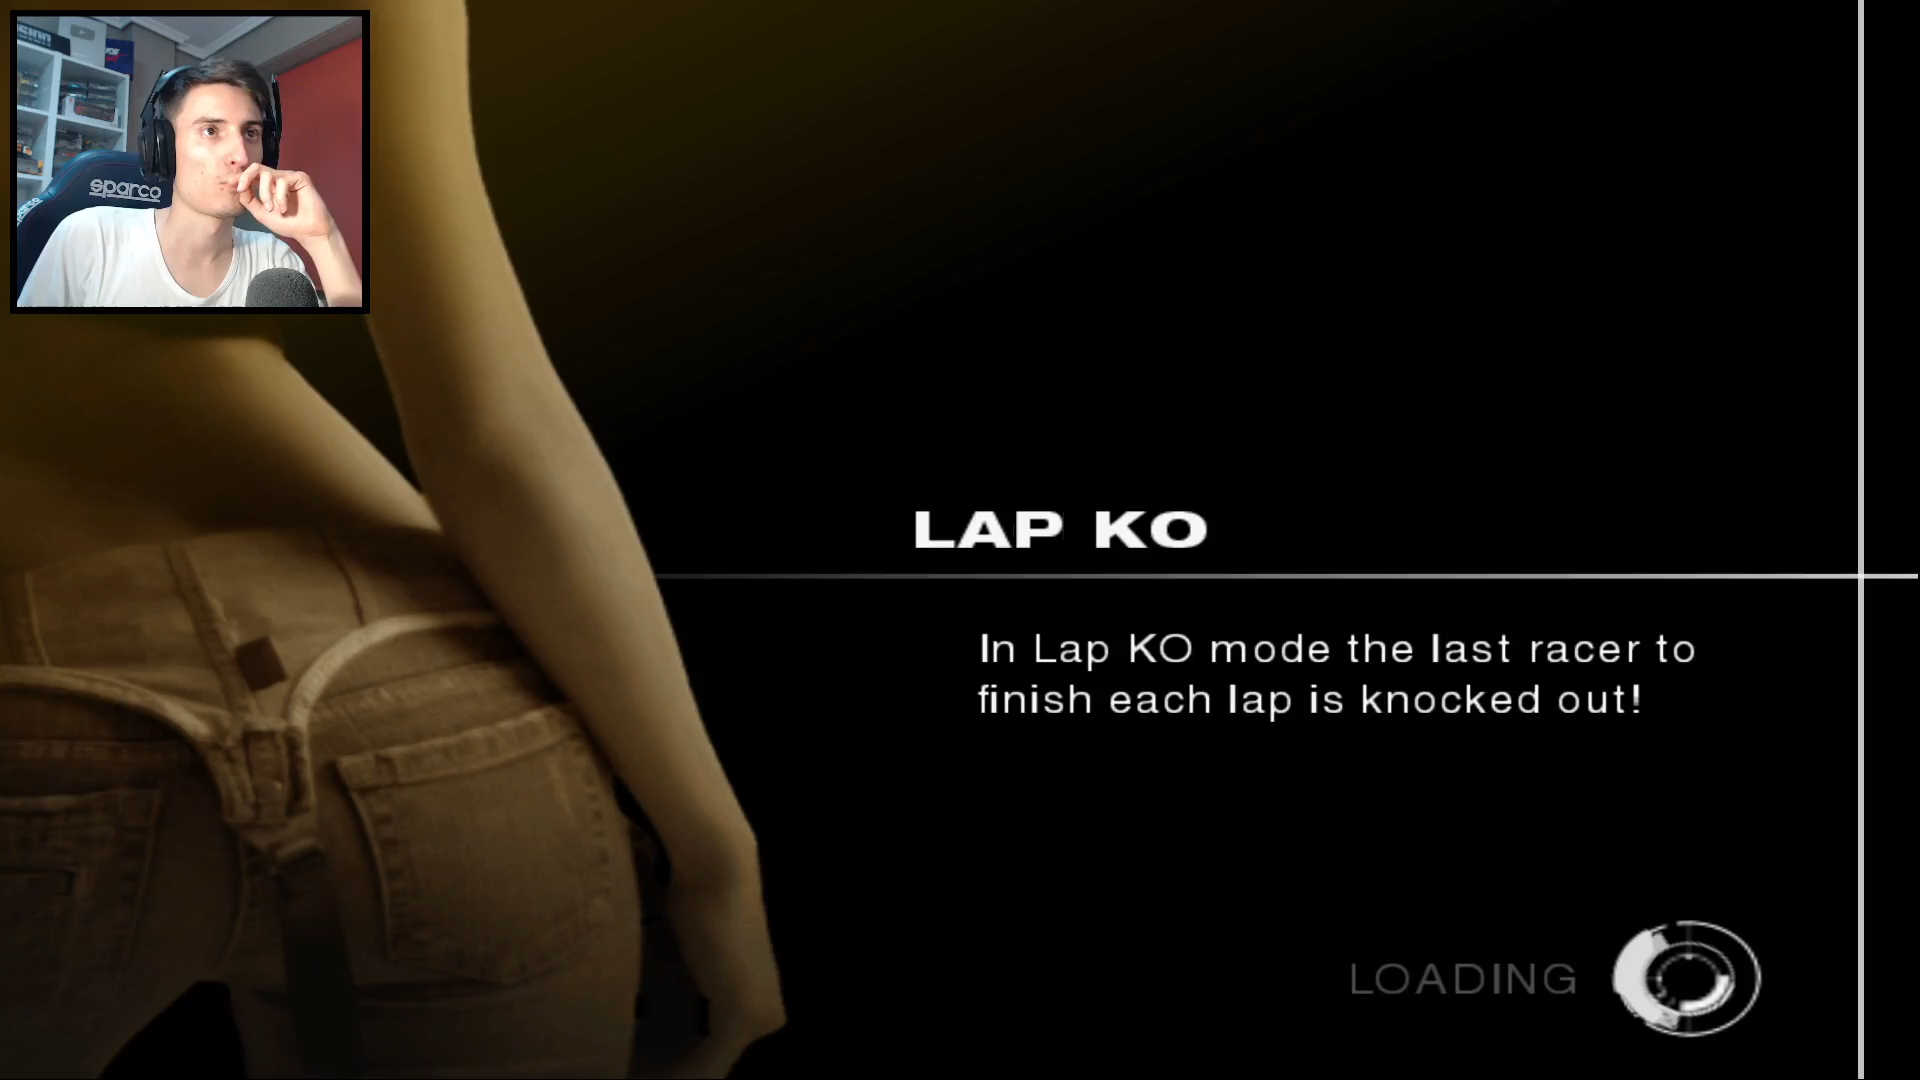 sparco
LAP KO
In Lap KO mode the last racer to
finish each lap is knocked out!
LOADING